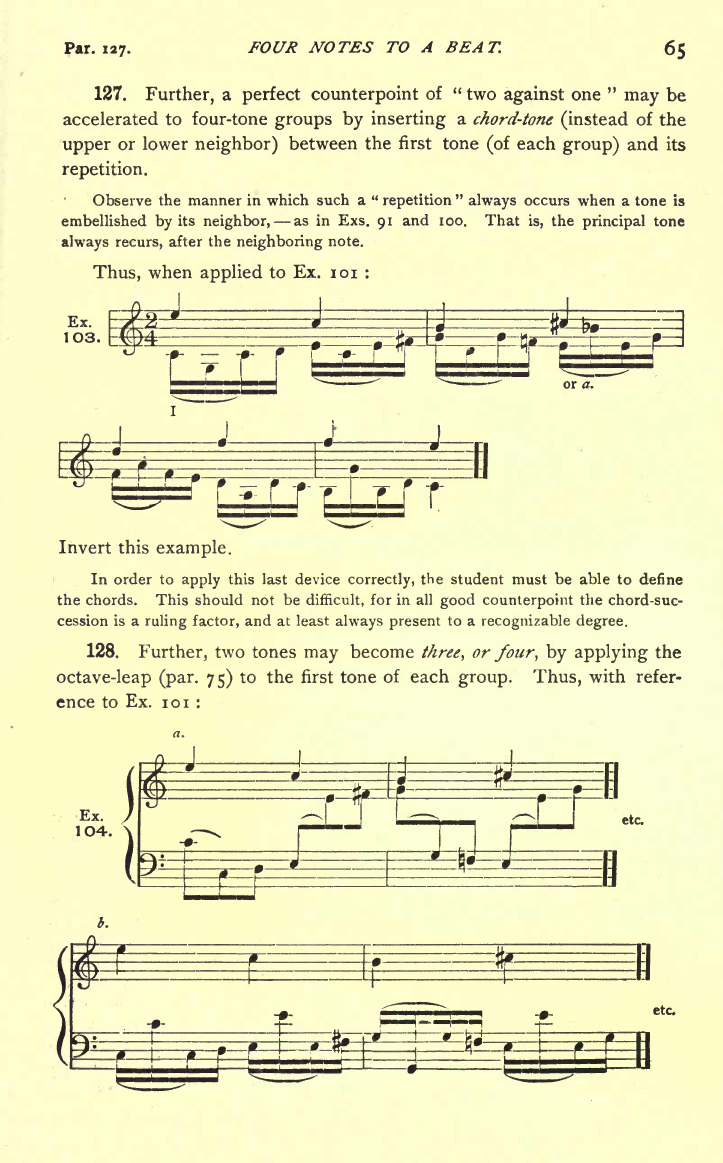 Par. 127. FOUR NOTES TO A BEAT. 65
127. Further, a perfect counterpoint of “ two against one ” may be
accelerated to four-tone groups by inserting a chord-tone (instead of the
upper or lower neighbor) between the first tone (of each group) and its
repetition.
Observe the manner in which such a “ repetition ” always occurs when a tone is
embellished by its neighbor, — as in Exs. 91 and 100. That is, the principal tone
always recurs, after the neighboring note.
Thus, when applied to Ex. 101 :
Ex.
103.
2
4
or a.
I
Invert this example.
In order to apply this last device correctly, the student must be able to define
the chords. This should not be difficult, for in all good counterpoint the chord-suc-
cession is a ruling factor, and at least always present to a recognizable degree.
128. Further, two tones may become three, or four, by applying the
octave-leap (par. 75) to the first tone of each group. Thus, with refer-
ence to Ex. 101 :
a.
Ex.
104.
etc.
b.
etc.